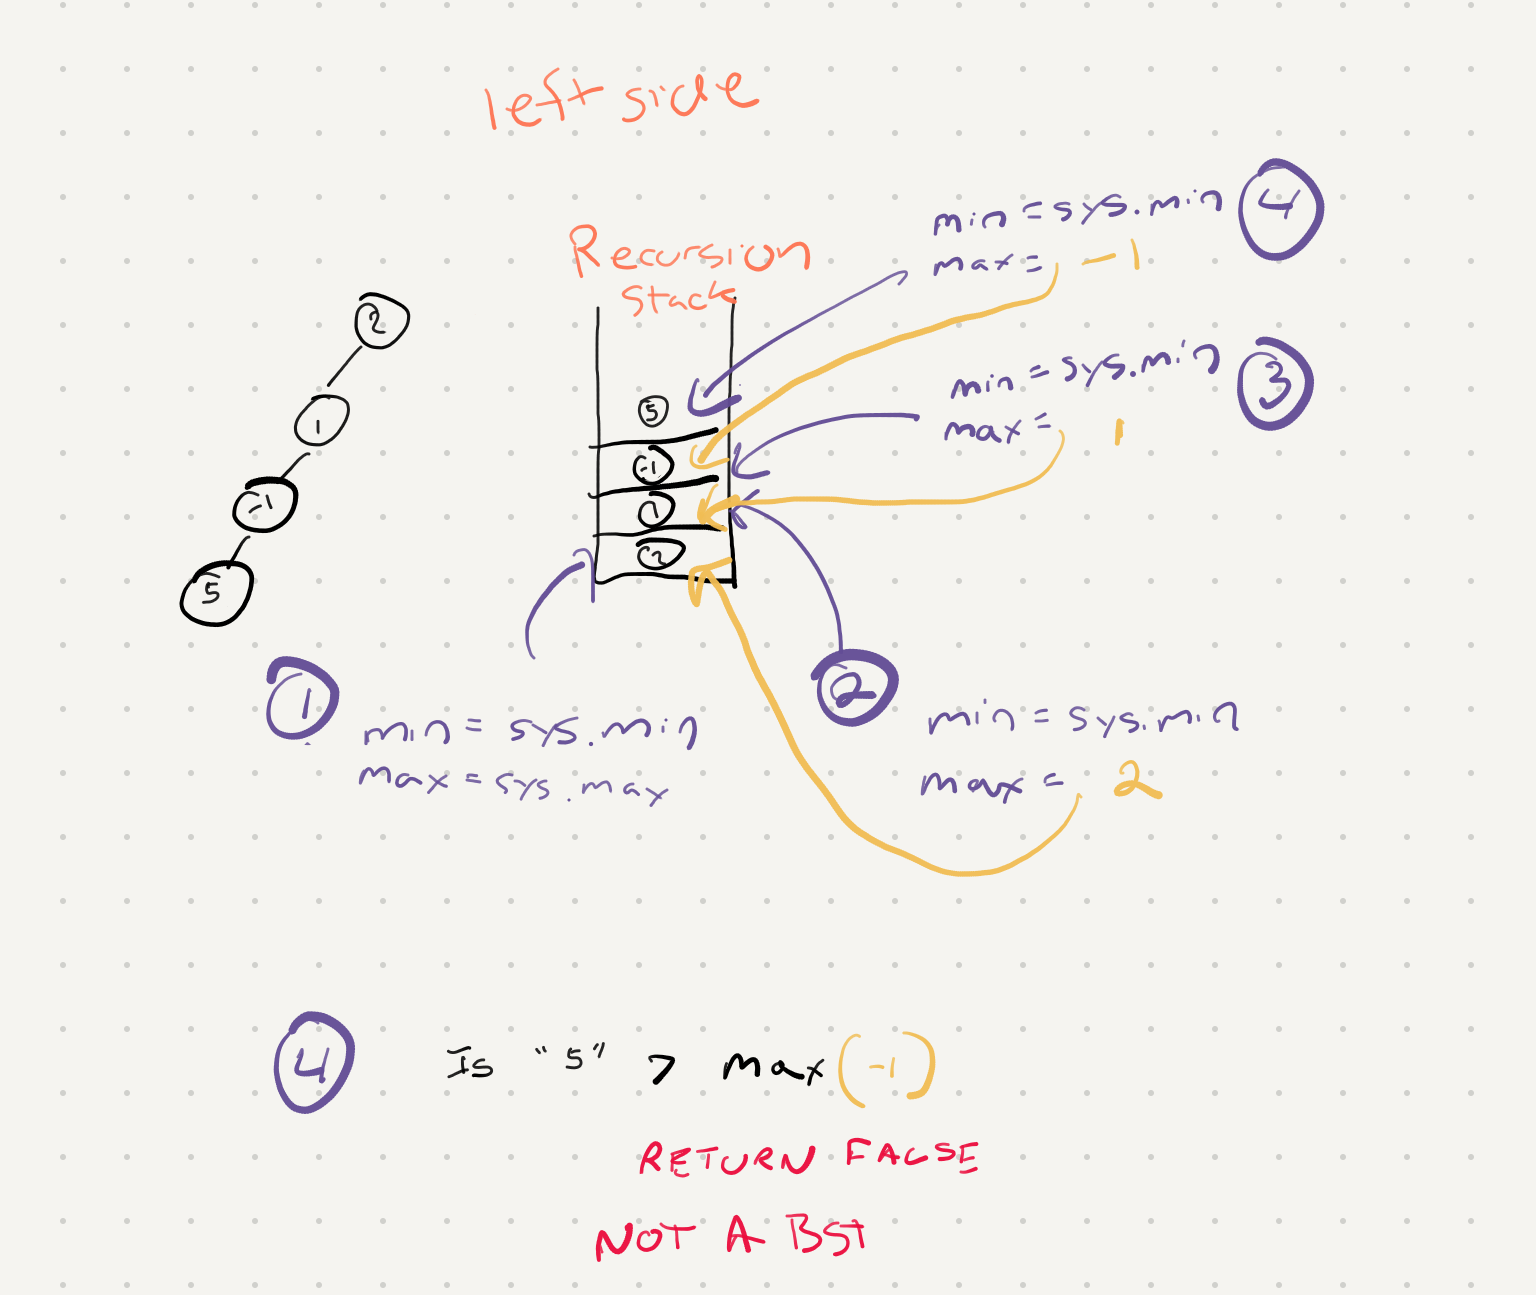 left side
Recursion
stack
min = sys.min 4
max = -1
min = sys.min 3
max = 1
2
1
-1
5
5
-1
1
2
1
min = sys.min
max = sys.max
2
min = sys.min
max = 2
4 Is "5" > max (-1)
RETURN FALSE
NOT A BST